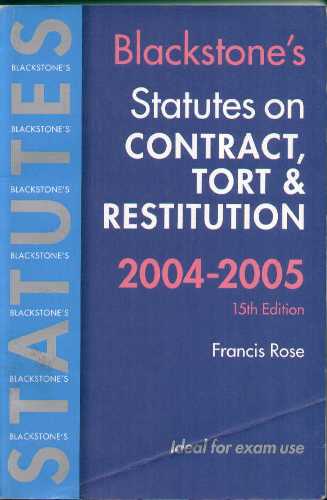 Blackstone's
Statutes on
CONTRACT,
TORT &
RESTITUTION
2004-2005
15th Edition
Francis Rose
Ideal for exam use
STATUTES
BLACKSTONE'S
BLACKSTONE'S
BLACKSTONE'S
BLACKSTONE'S
BLACKSTONE'S
BLACKSTONE'S
BLACKSTONE'S